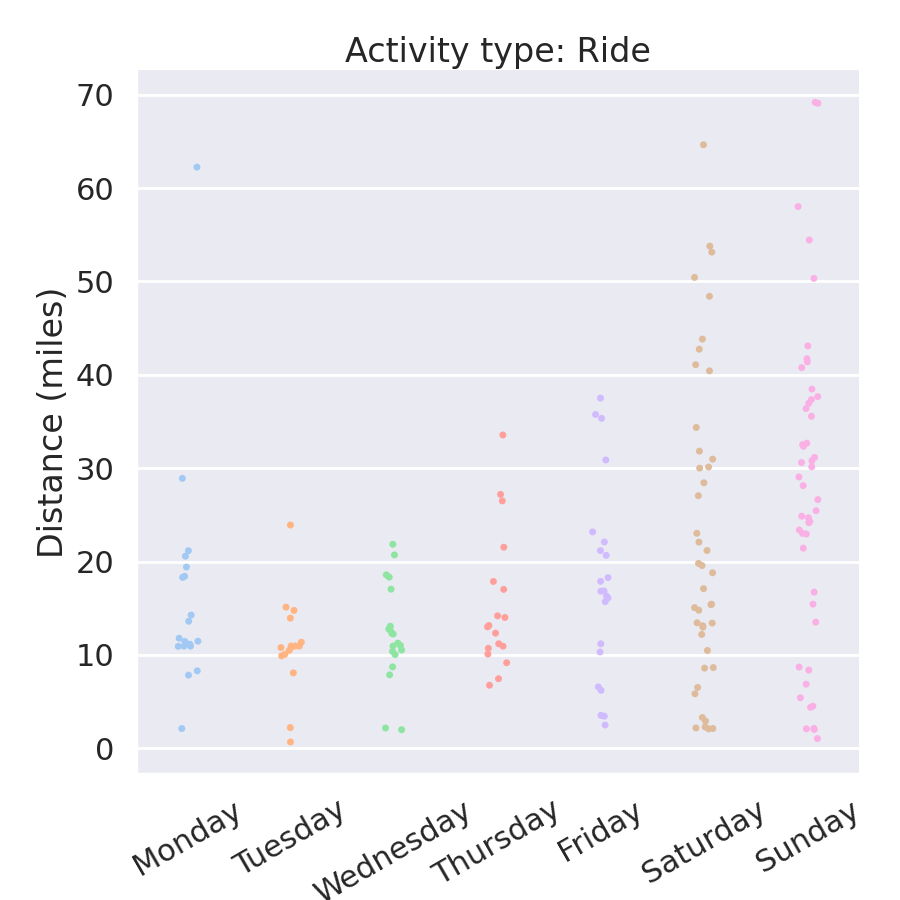 Activity type: Ride
70
60
50
40
30
20
10
0
Distance (miles)
Monday
Tuesday
Wednesday
Thursday
Friday
Saturday
Sunday